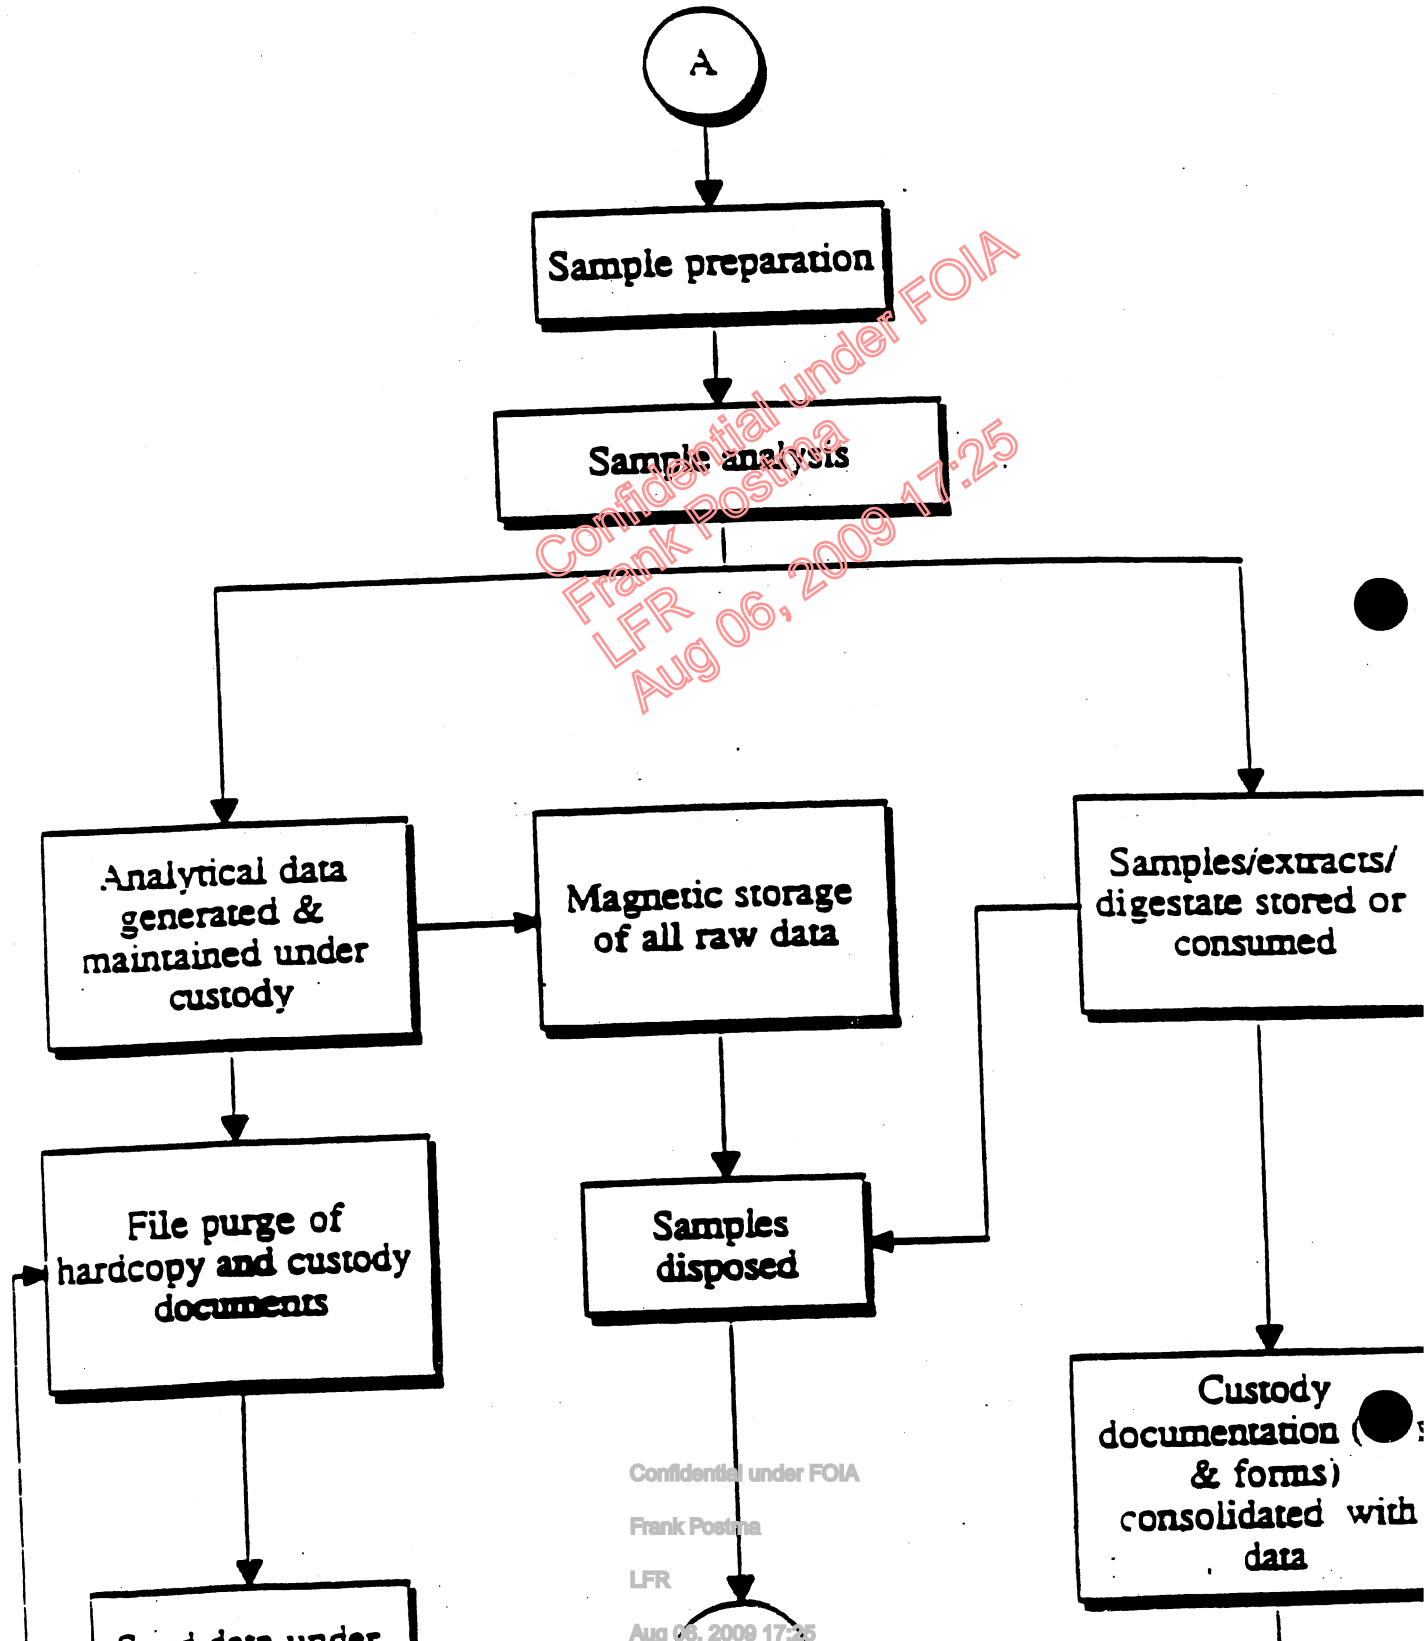 A
Sample preparation
Sample analysis
Confidential under FOIA
Frank Postma
LFR
Aug 06, 2009 17:25
Analytical data
generated &
maintained under
custody
Magnetic storage
of all raw data
Samples/extracts/
digestate stored or
consumed
File purge of
hardcopy and custody
documents
Samples
disposed
Custody
documentation (
& forms)
consolidated with
data
Confidential under FOIA
Frank Postma
LFR
Aug 06, 2009 17:25
data under